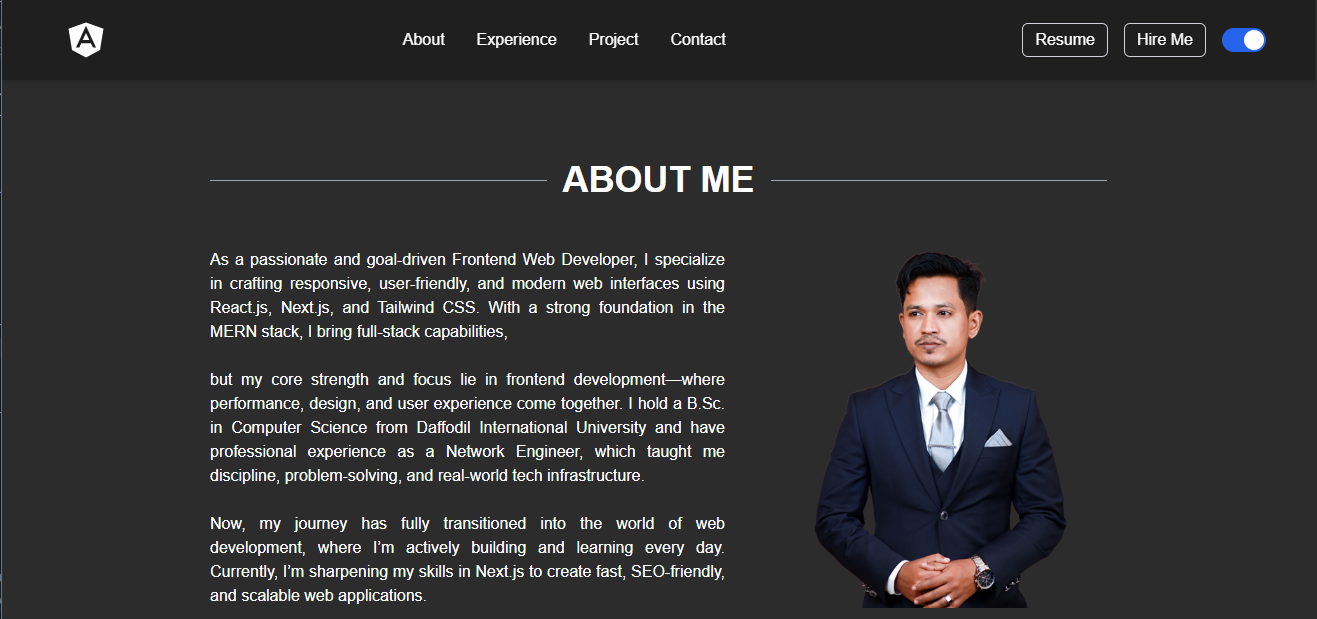 About Experience Project Contact Resume Hire Me
ABOUT ME
As a passionate and goal-driven Frontend Web Developer, I specialize
in crafting responsive, user-friendly, and modern web interfaces using
React.js, Next.js, and Tailwind CSS. With a strong foundation in the
MERN stack, I bring full-stack capabilities,
but my core strength and focus lie in frontend development—where
performance, design, and user experience come together. I hold a B.Sc.
in Computer Science from Daffodil International University and have
professional experience as a Network Engineer, which taught me
discipline, problem-solving, and real-world tech infrastructure.
Now, my journey has fully transitioned into the world of web
development, where I’m actively building and learning every day.
Currently, I’m sharpening my skills in Next.js to create fast, SEO-friendly,
and scalable web applications.